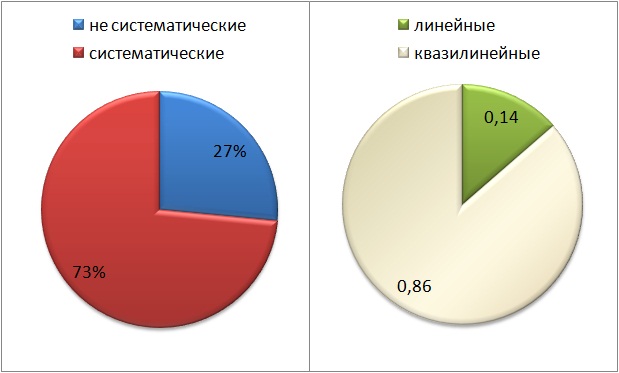 не систематические
систематические
27%
73%
линейные
квазилинейные
0,14
0,86